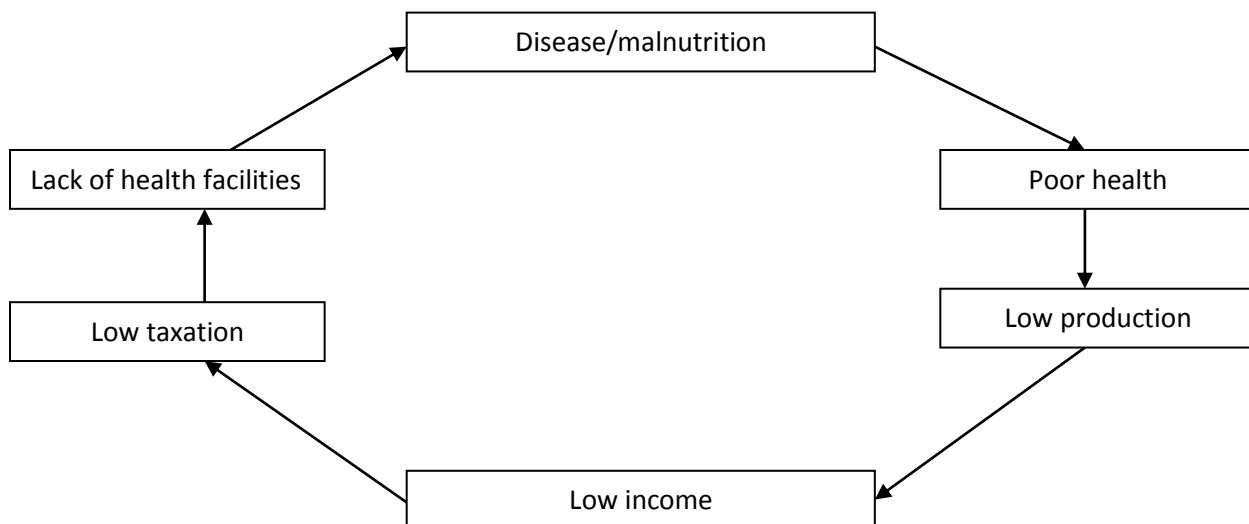 Disease/malnutrition
Lack of health facilities
Poor health
Low taxation
Low production
Low income